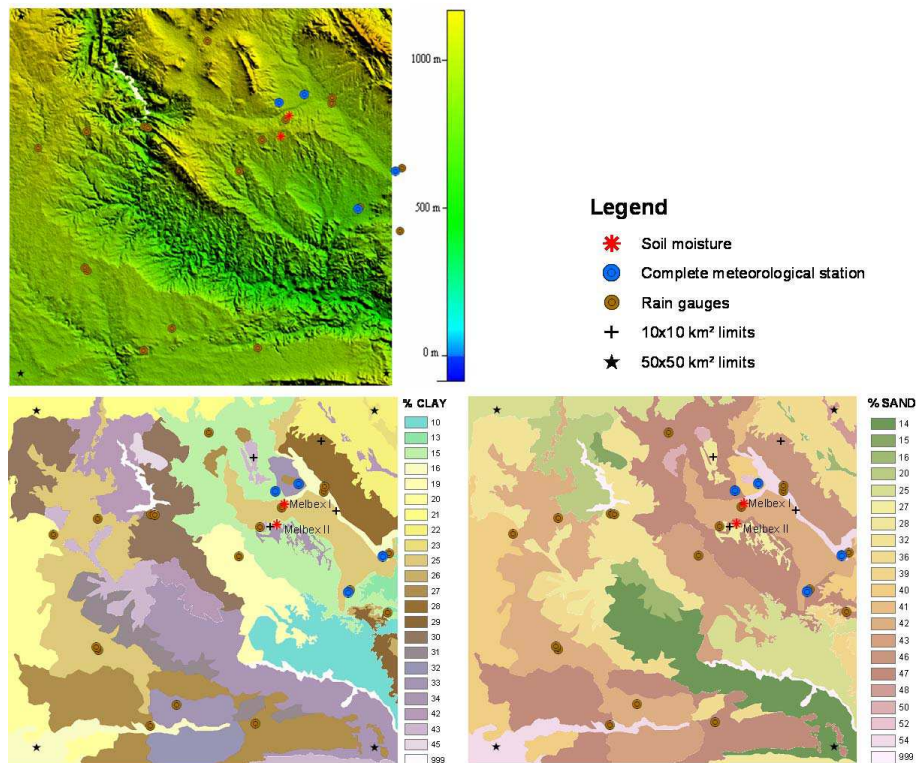 1000 m
500 m
0 m
Legend
Soil moisture
Complete meteorological station
Rain gauges
10x10 km² limits
50x50 km² limits
% CLAY
10
13
15
16
19
20
21
22
23
25
26
27
28
29
30
31
32
33
34
42
43
45
999
Melbex I
Melbex II
% SAND
14
15
16
20
25
27
28
32
36
39
40
41
42
43
46
47
48
50
52
54
999
Melbex I
Melbex II